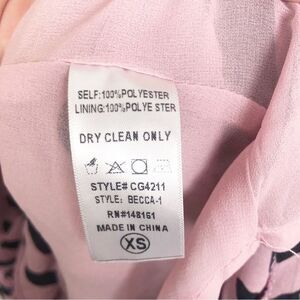 SELF:100%POLYESTER
LINING:100%POLYE STER
DRY CLEAN ONLY
STYLE# CG4211
STYLE: BECCA-1
RN#148161
MADE IN CHINA
XS